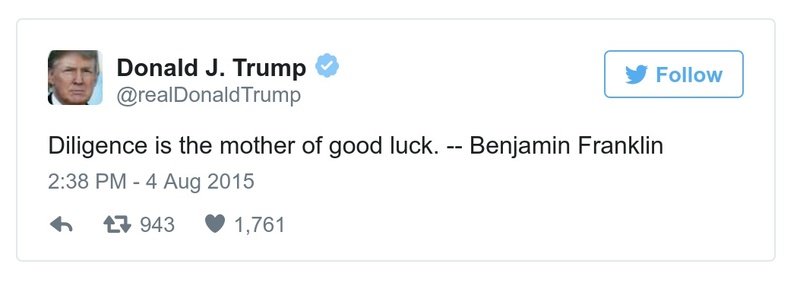 Donald J. Trump
Follow
@realDonaldTrump
Diligence is the mother of good luck. -- Benjamin Franklin
2:38 PM - 4 Aug 2015
943 1,761